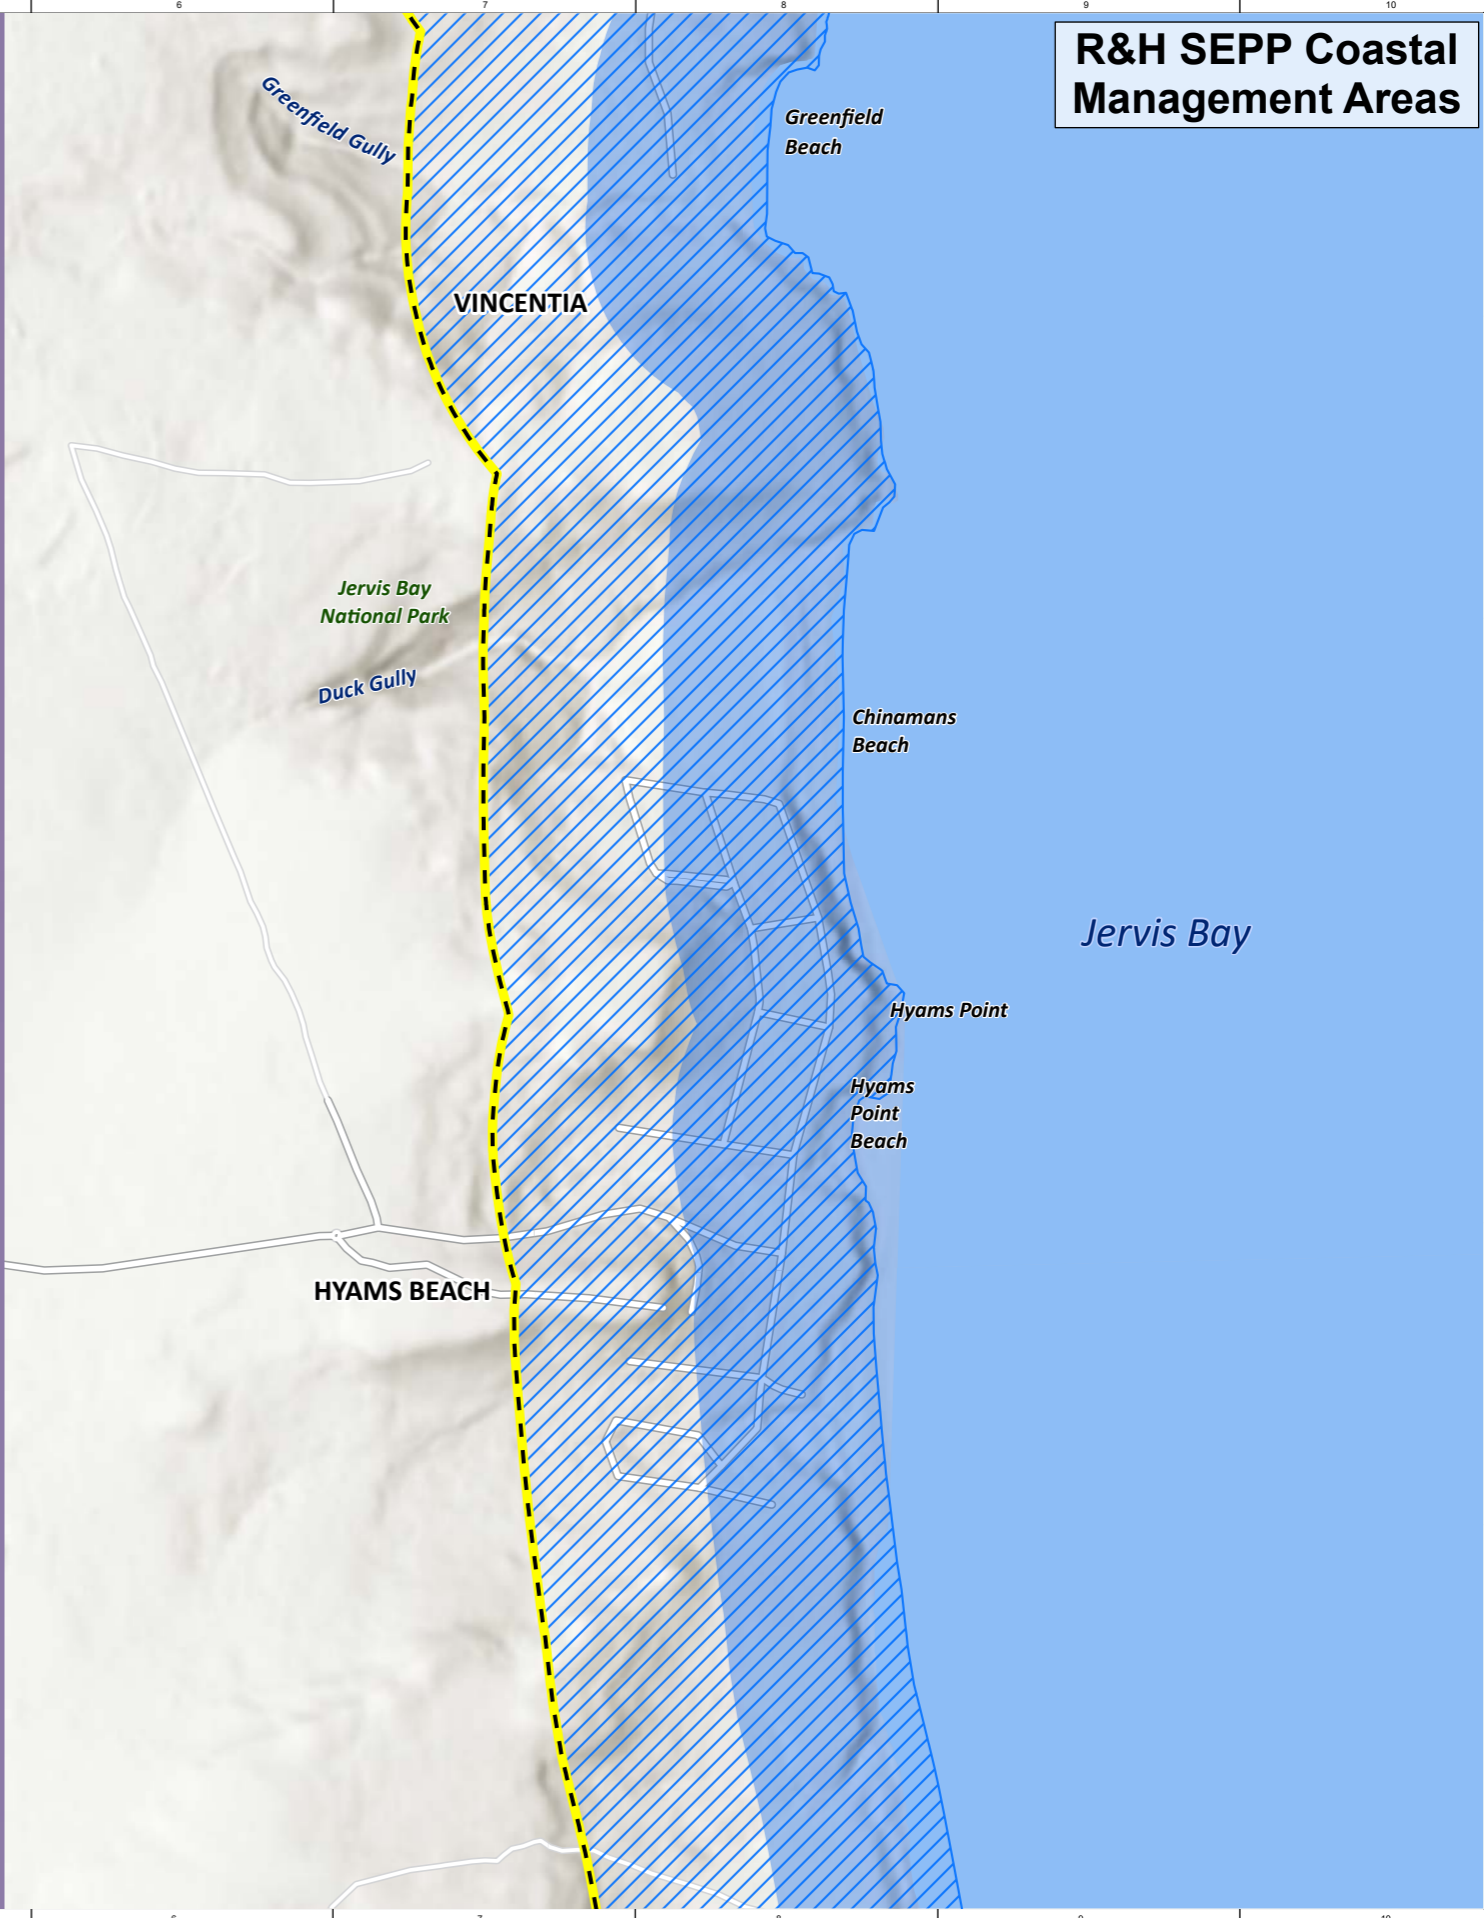 6 7 8 9 10
R&H SEPP Coastal
Management Areas
Greenfield Gully
Greenfield
Beach
VINCENTIA
Jervis Bay
National Park
Duck Gully
Chinamans
Beach
Jervis Bay
Hyams Point
Hyams
Point
Beach
HYAMS BEACH